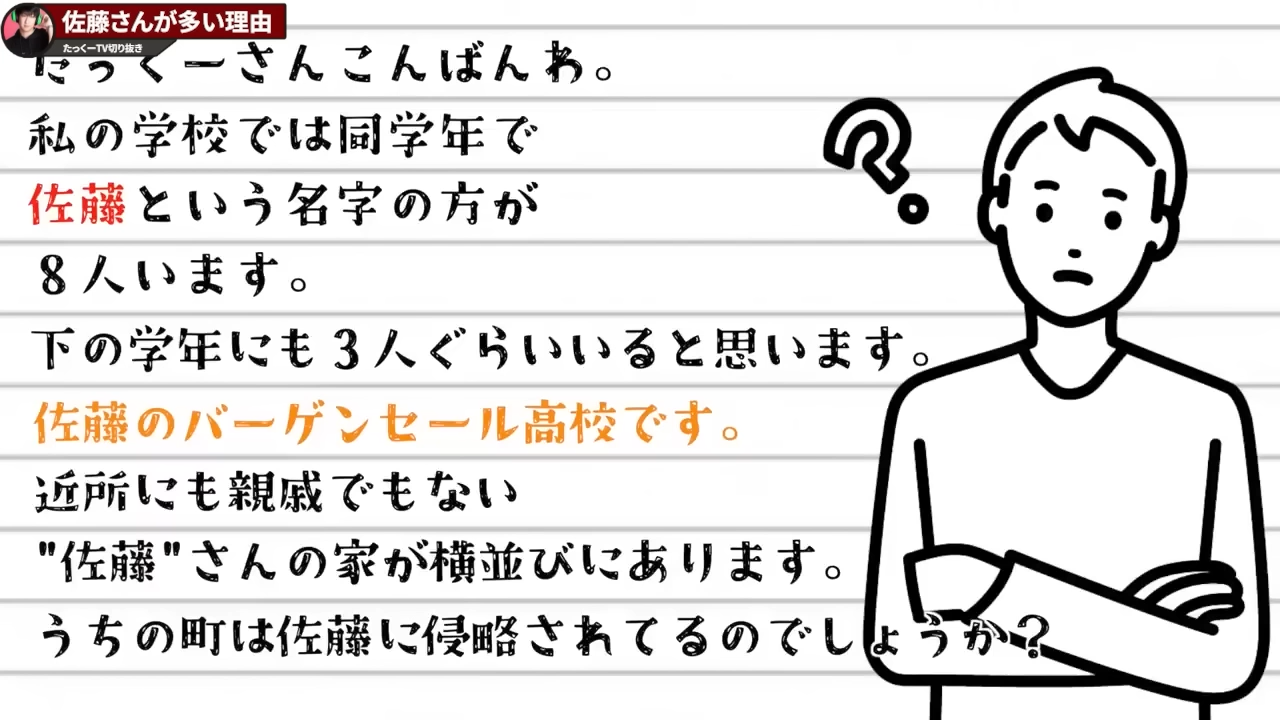 佐藤さんが多い理由
たっくーTV切り抜き
たっくーさんこんばんわ。
私の学校では同学年で
佐藤という名字の方が
８人います。
下の学年にも３人ぐらいいると思います。
佐藤のバーゲンセール高校です。
近所にも親戚でもない
"佐藤"さんの家が横並びにあります。
うちの町は佐藤に侵略されてるのでしょうか？